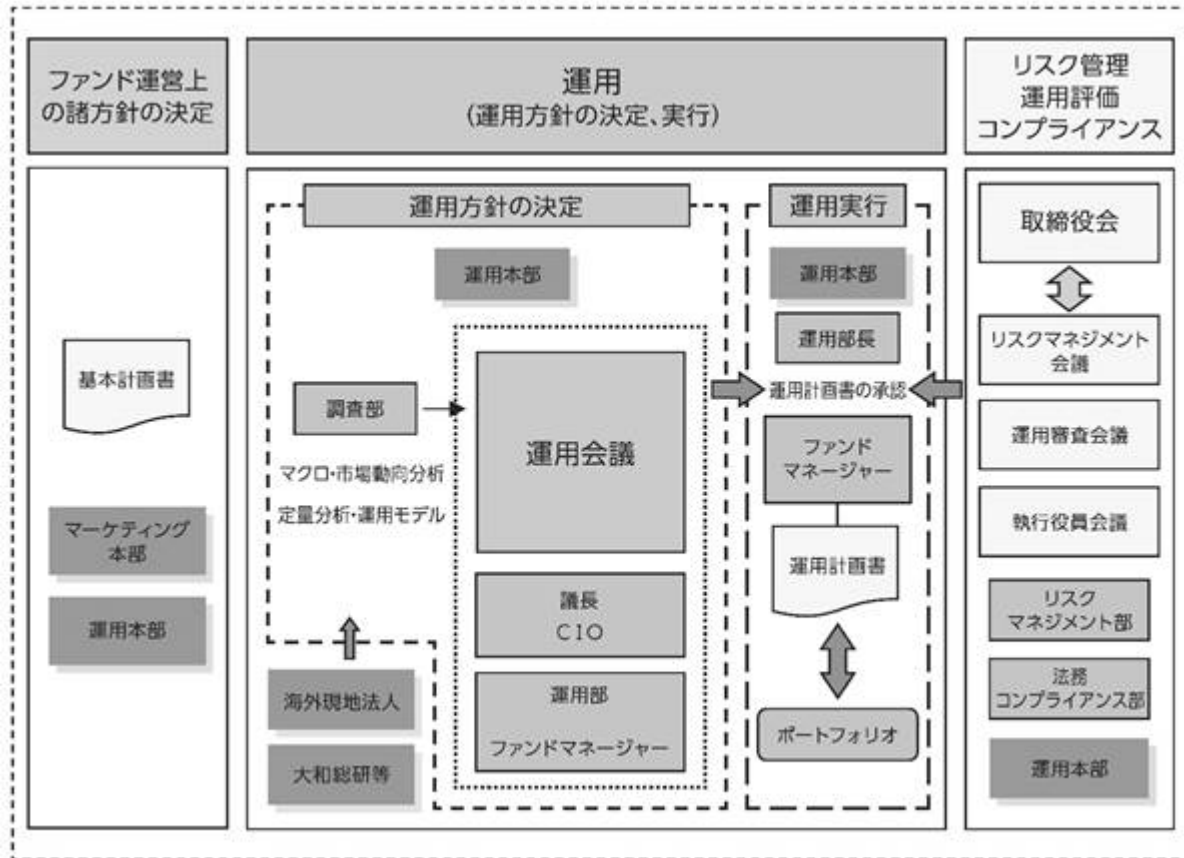 ファンド運営上
の諸方針の決定
運用
(運用方針の決定、実行)
リスク管理
運用評価
コンプライアンス
基本計画書
マーケティング
本部
運用本部
運用方針の決定
運用本部
調査部
マクロ・市場動向分析
定量分析・運用モデル
海外現地法人
大和総研等
運用会議
議長
CIO
運用部
ファンドマネージャー
運用実行
運用本部
運用部長
運用計画書の承認
ファンド
マネージャー
運用計画書
ポートフォリオ
取締役会
リスクマネジメント
会議
運用審査会議
執行役員会議
リスク
マネジメント部
法務
コンプライアンス部
運用本部